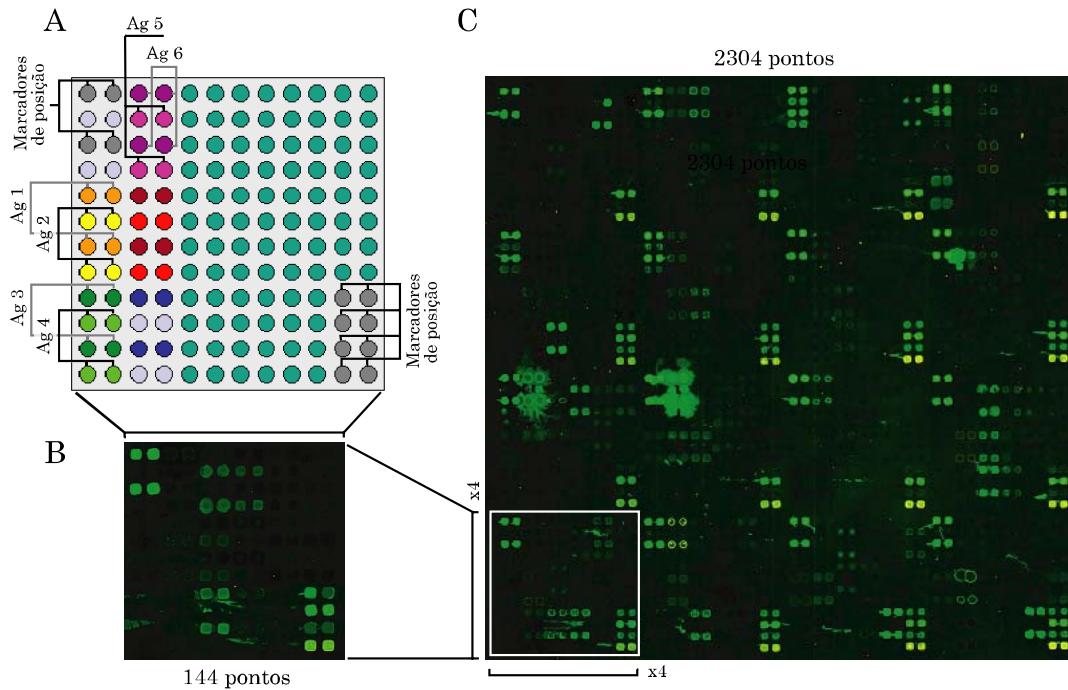 A
Ag 5
Ag 6
Marcadores
de posição
Ag 1
Ag 2
Ag 3
Ag 4
Marcadores
de posição
B
144 pontos
x4
x4
C
2304 pontos
2304 pontos